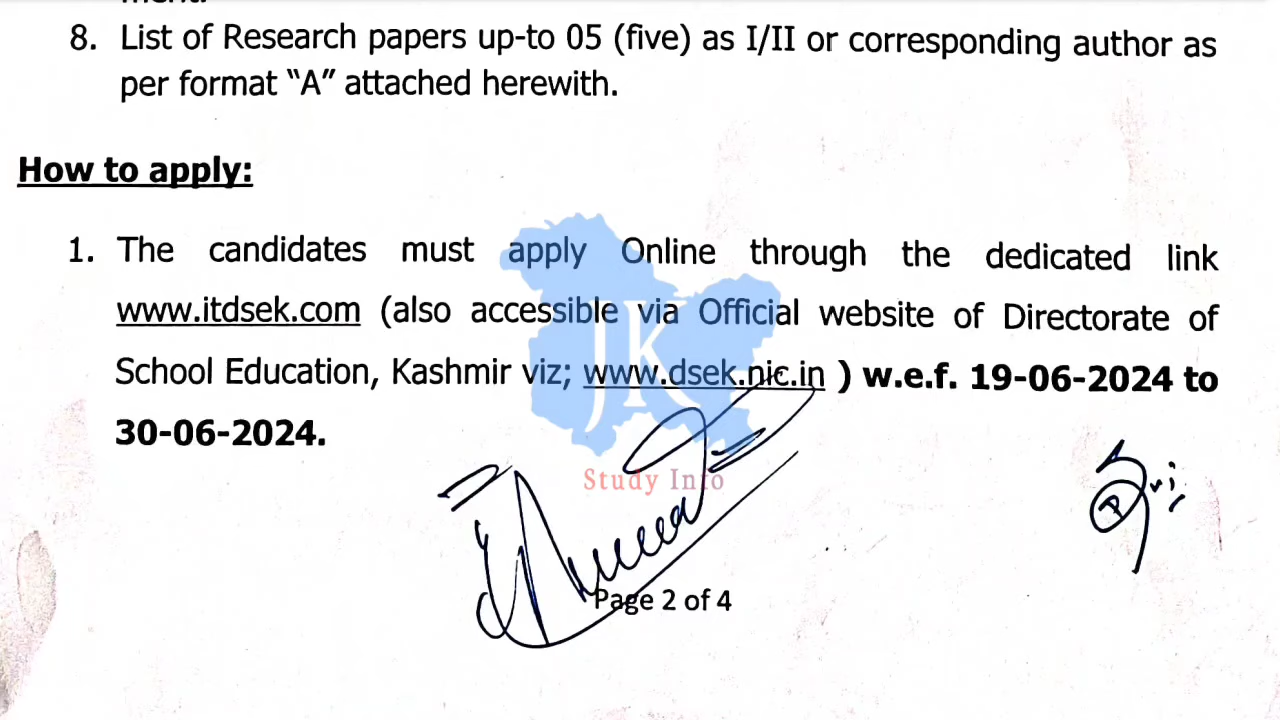 8. List of Research papers up-to 05 (five) as I/II or corresponding author as
per format “A” attached herewith.
How to apply:
1. The candidates must apply Online through the dedicated link
www.itdsek.com (also accessible via Official website of Directorate of
School Education, Kashmir viz; www.dsek.nic.in ) w.e.f. 19-06-2024 to
30-06-2024.
JK
Study Info
Page 2 of 4